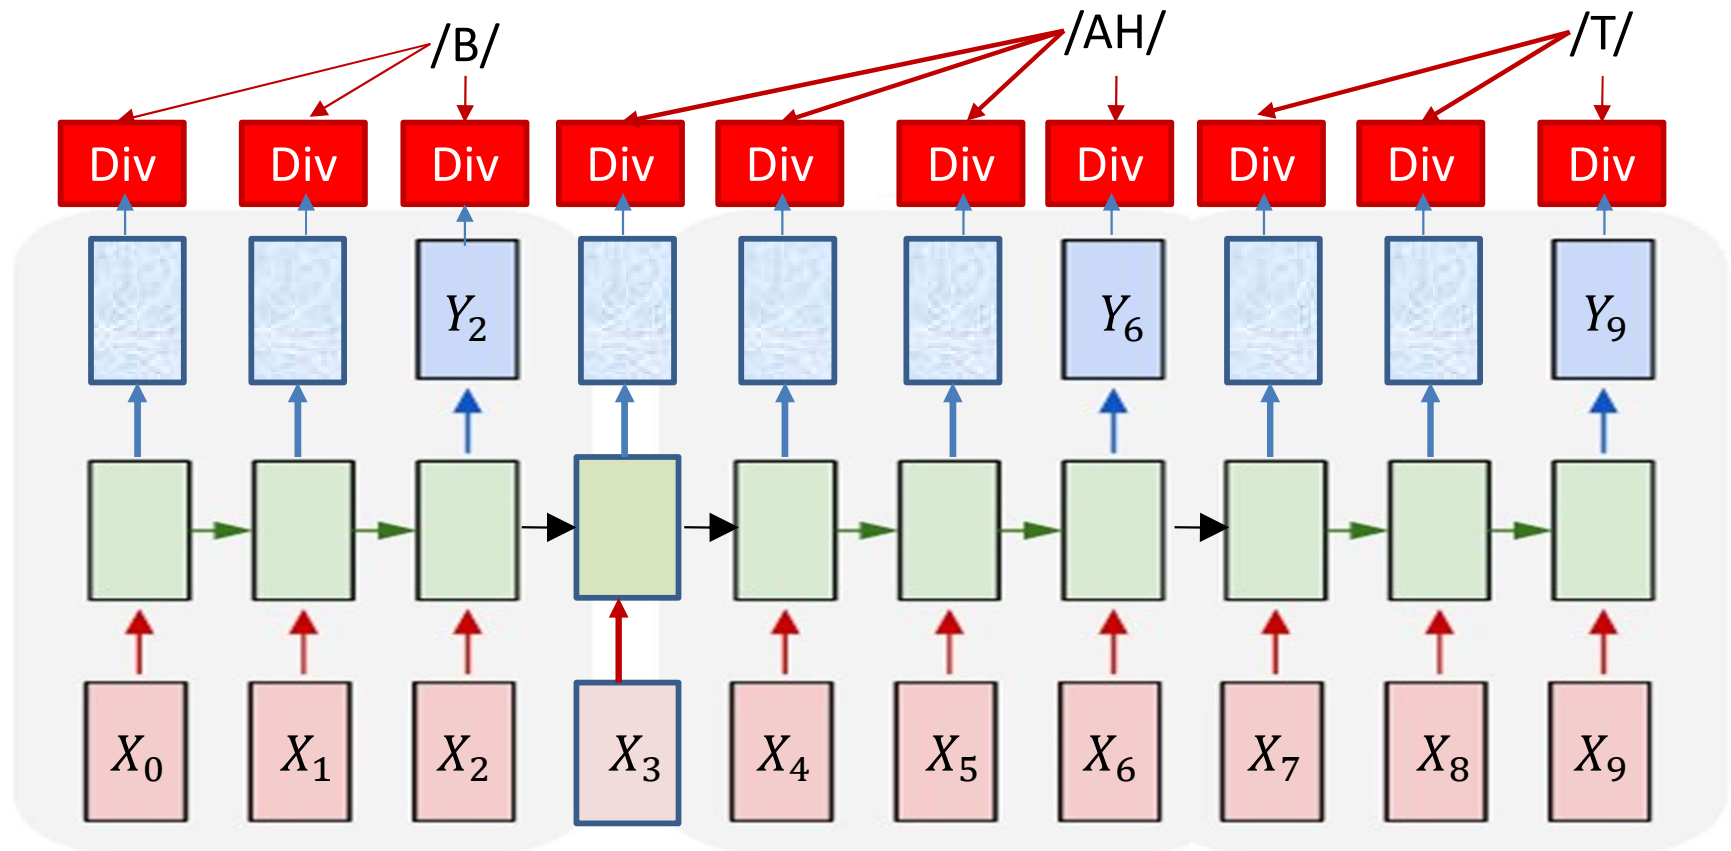 /B/ /AH/ /T/
Div Div Div Div Div Div Div Div Div Div
Y2 Y6 Y9
X0 X1 X2 X3 X4 X5 X6 X7 X8 X9